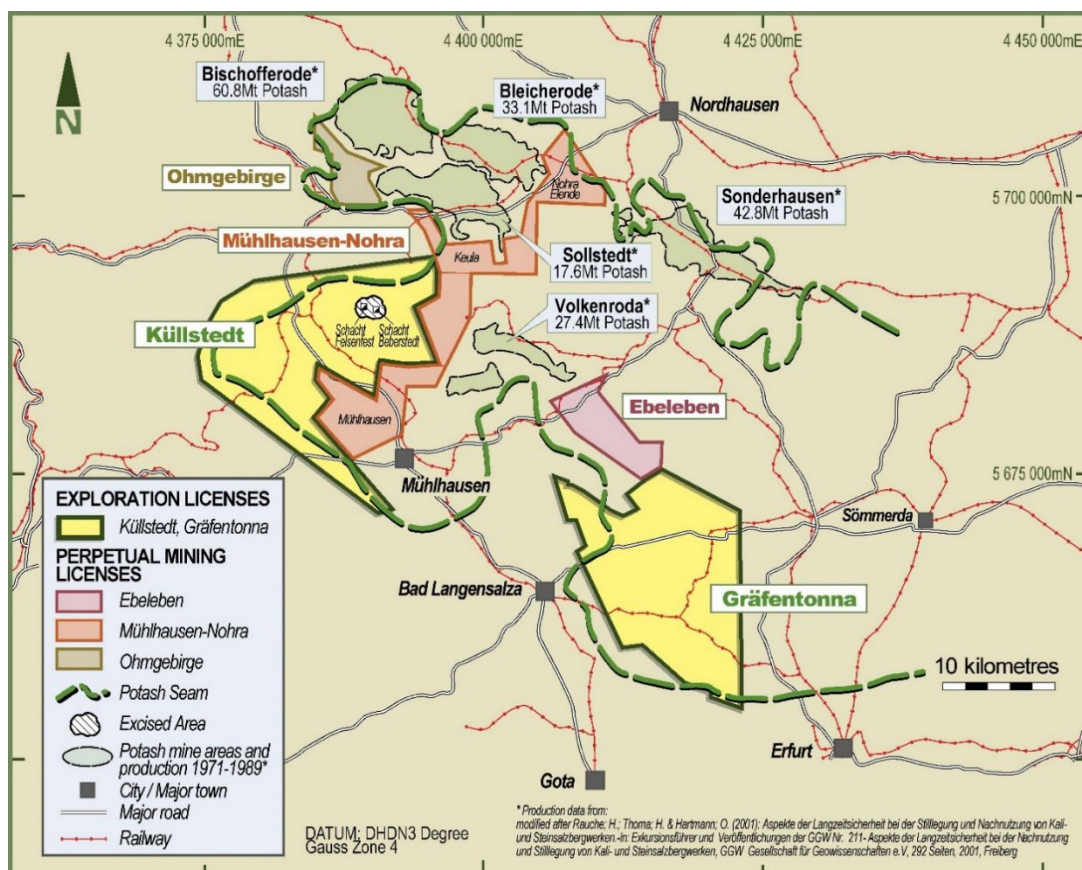 4 375 000mE
4 400 000mE
4 425 000mE
4 450 000mE
N
Bischofferode*
60.8Mt Potash
Bleicherode*
33.1Mt Potash
Nordhausen
Ohmgebirge
Nohra
Elende
5 700 000mN
Sonderhausen*
42.8Mt Potash
Mühlhausen-Nohra
Keula
Sollstedt*
17.6Mt Potash
Volkenroda*
27.4Mt Potash
Küllstedt
Schacht
Felsenfest
Schacht
Beberstedt
Ebeleben
Mühlhausen
Mühlhausen
5 675 000mN
Sömmerda
Bad Langensalza
Gräfentonna
10 kilometres
Erfurt
Gota
EXPLORATION LICENSES
Küllstedt, Gräfentonna
PERPETUAL MINING
LICENSES
Ebeleben
Mühlhausen-Nohra
Ohmgebirge
Potash Seam
Excised Area
Potash mine areas and
production 1971-1989*
City / Major town
Major road
Railway
DATUM: DHDN3 Degree
Gauss Zone 4
* Production data from:
modified after Rauche, H.; Thoma; H. & Hartmann; O. (2001): Aspekte der Langzeitsicherheit bei der Stillegung und Nachnutzung von Kali-
und Steinsalzbergwerken.-In: Exkursionsführer und Veröffentlichungen der GGW Nr. 211- Aspekte der Langzeitsicherheit bei der Nachnutzung
und Stilllegung von Kali- und Steinsalzbergwerken, GGW Gesellschaft für Geowissenschaften e.V, 292 Seiten, 2001, Freiberg